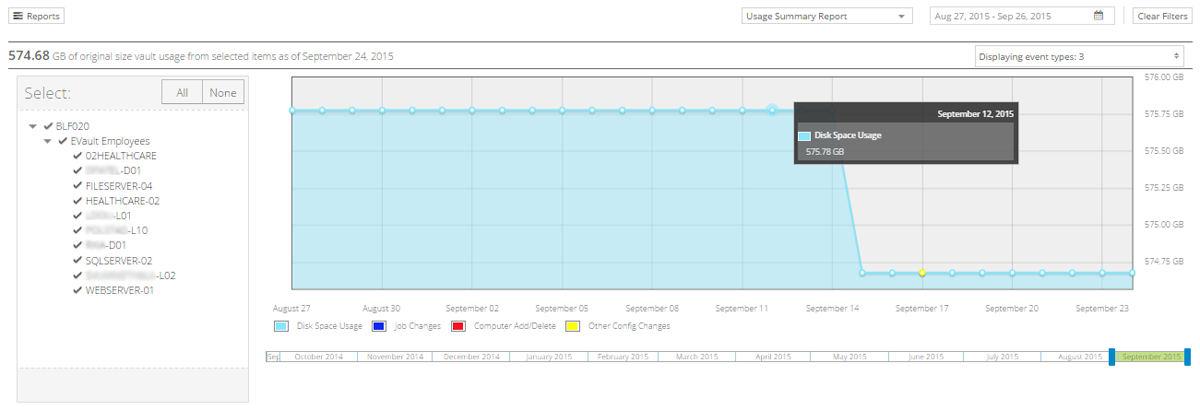 Reports
Usage Summary Report
Aug 27, 2015 - Sep 26, 2015
Clear Filters
574.68 GB of original size vault usage from selected items as of September 24, 2015
Displaying event types: 3
Select:
All
None
BLF020
EVault Employees
02HEALTHCARE
-D01
FILESERVER-04
HEALTHCARE-02
-L01
-L10
-D01
SQLSERVER-02
-L02
WEBSERVER-01
576.00 GB
575.75 GB
575.50 GB
575.25 GB
575.00 GB
574.75 GB
September 12, 2015
Disk Space Usage
575.78 GB
August 27
August 30
September 02
September 05
September 08
September 11
September 14
September 17
September 20
September 23
Disk Space Usage
Job Changes
Computer Add/Delete
Other Config Changes
Sep
October 2014
November 2014
December 2014
January 2015
February 2015
March 2015
April 2015
May 2015
June 2015
July 2015
August 2015
September 2015